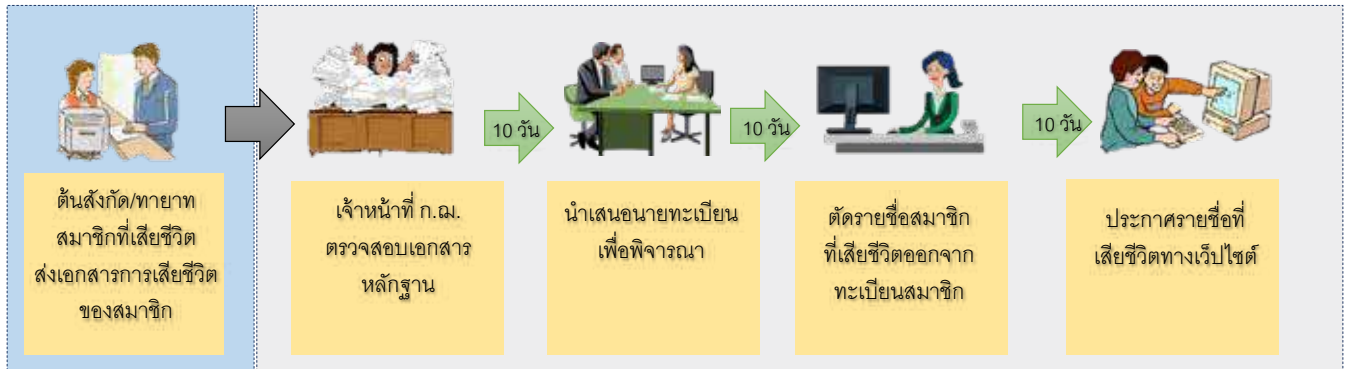 10 วัน
10 วัน
10 วัน
ต้นสังกัด/ทายาท
สมาชิกที่เสียชีวิต
ส่งเอกสารการเสียชีวิต
ของสมาชิก
เจ้าหน้าที่ ก.ฌ.
ตรวจสอบเอกสาร
หลักฐาน
นำเสนอนายทะเบียน
เพื่อพิจารณา
ตัดรายชื่อสมาชิก
ที่เสียชีวิตออกจาก
ทะเบียนสมาชิก
ประกาศรายชื่อที่
เสียชีวิตทางเว็ปไซต์